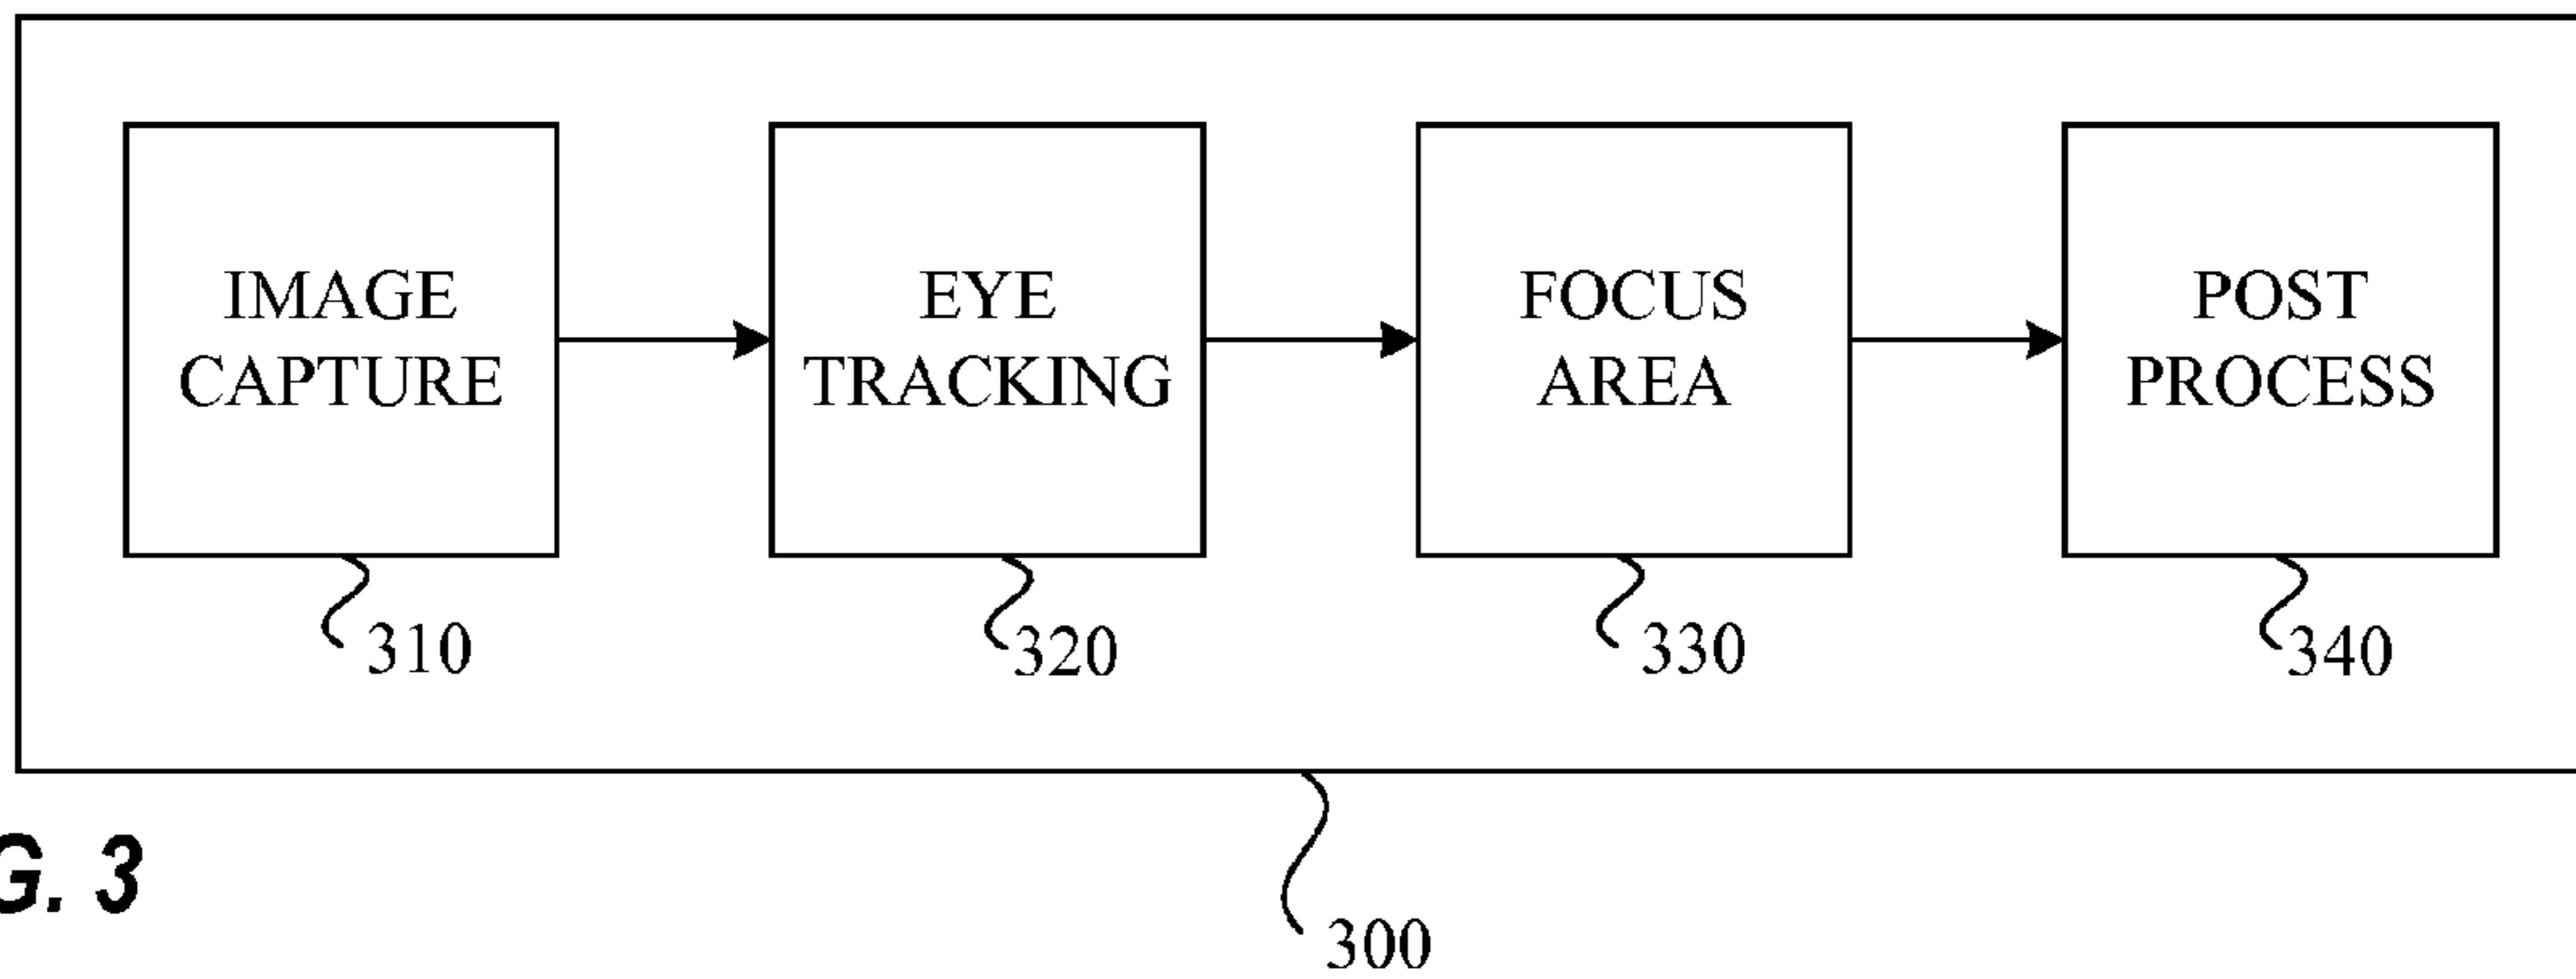 IMAGE
CAPTURE
EYE
TRACKING
FOCUS
AREA
POST
PROCESS
310
320
330
340
G. 3
300